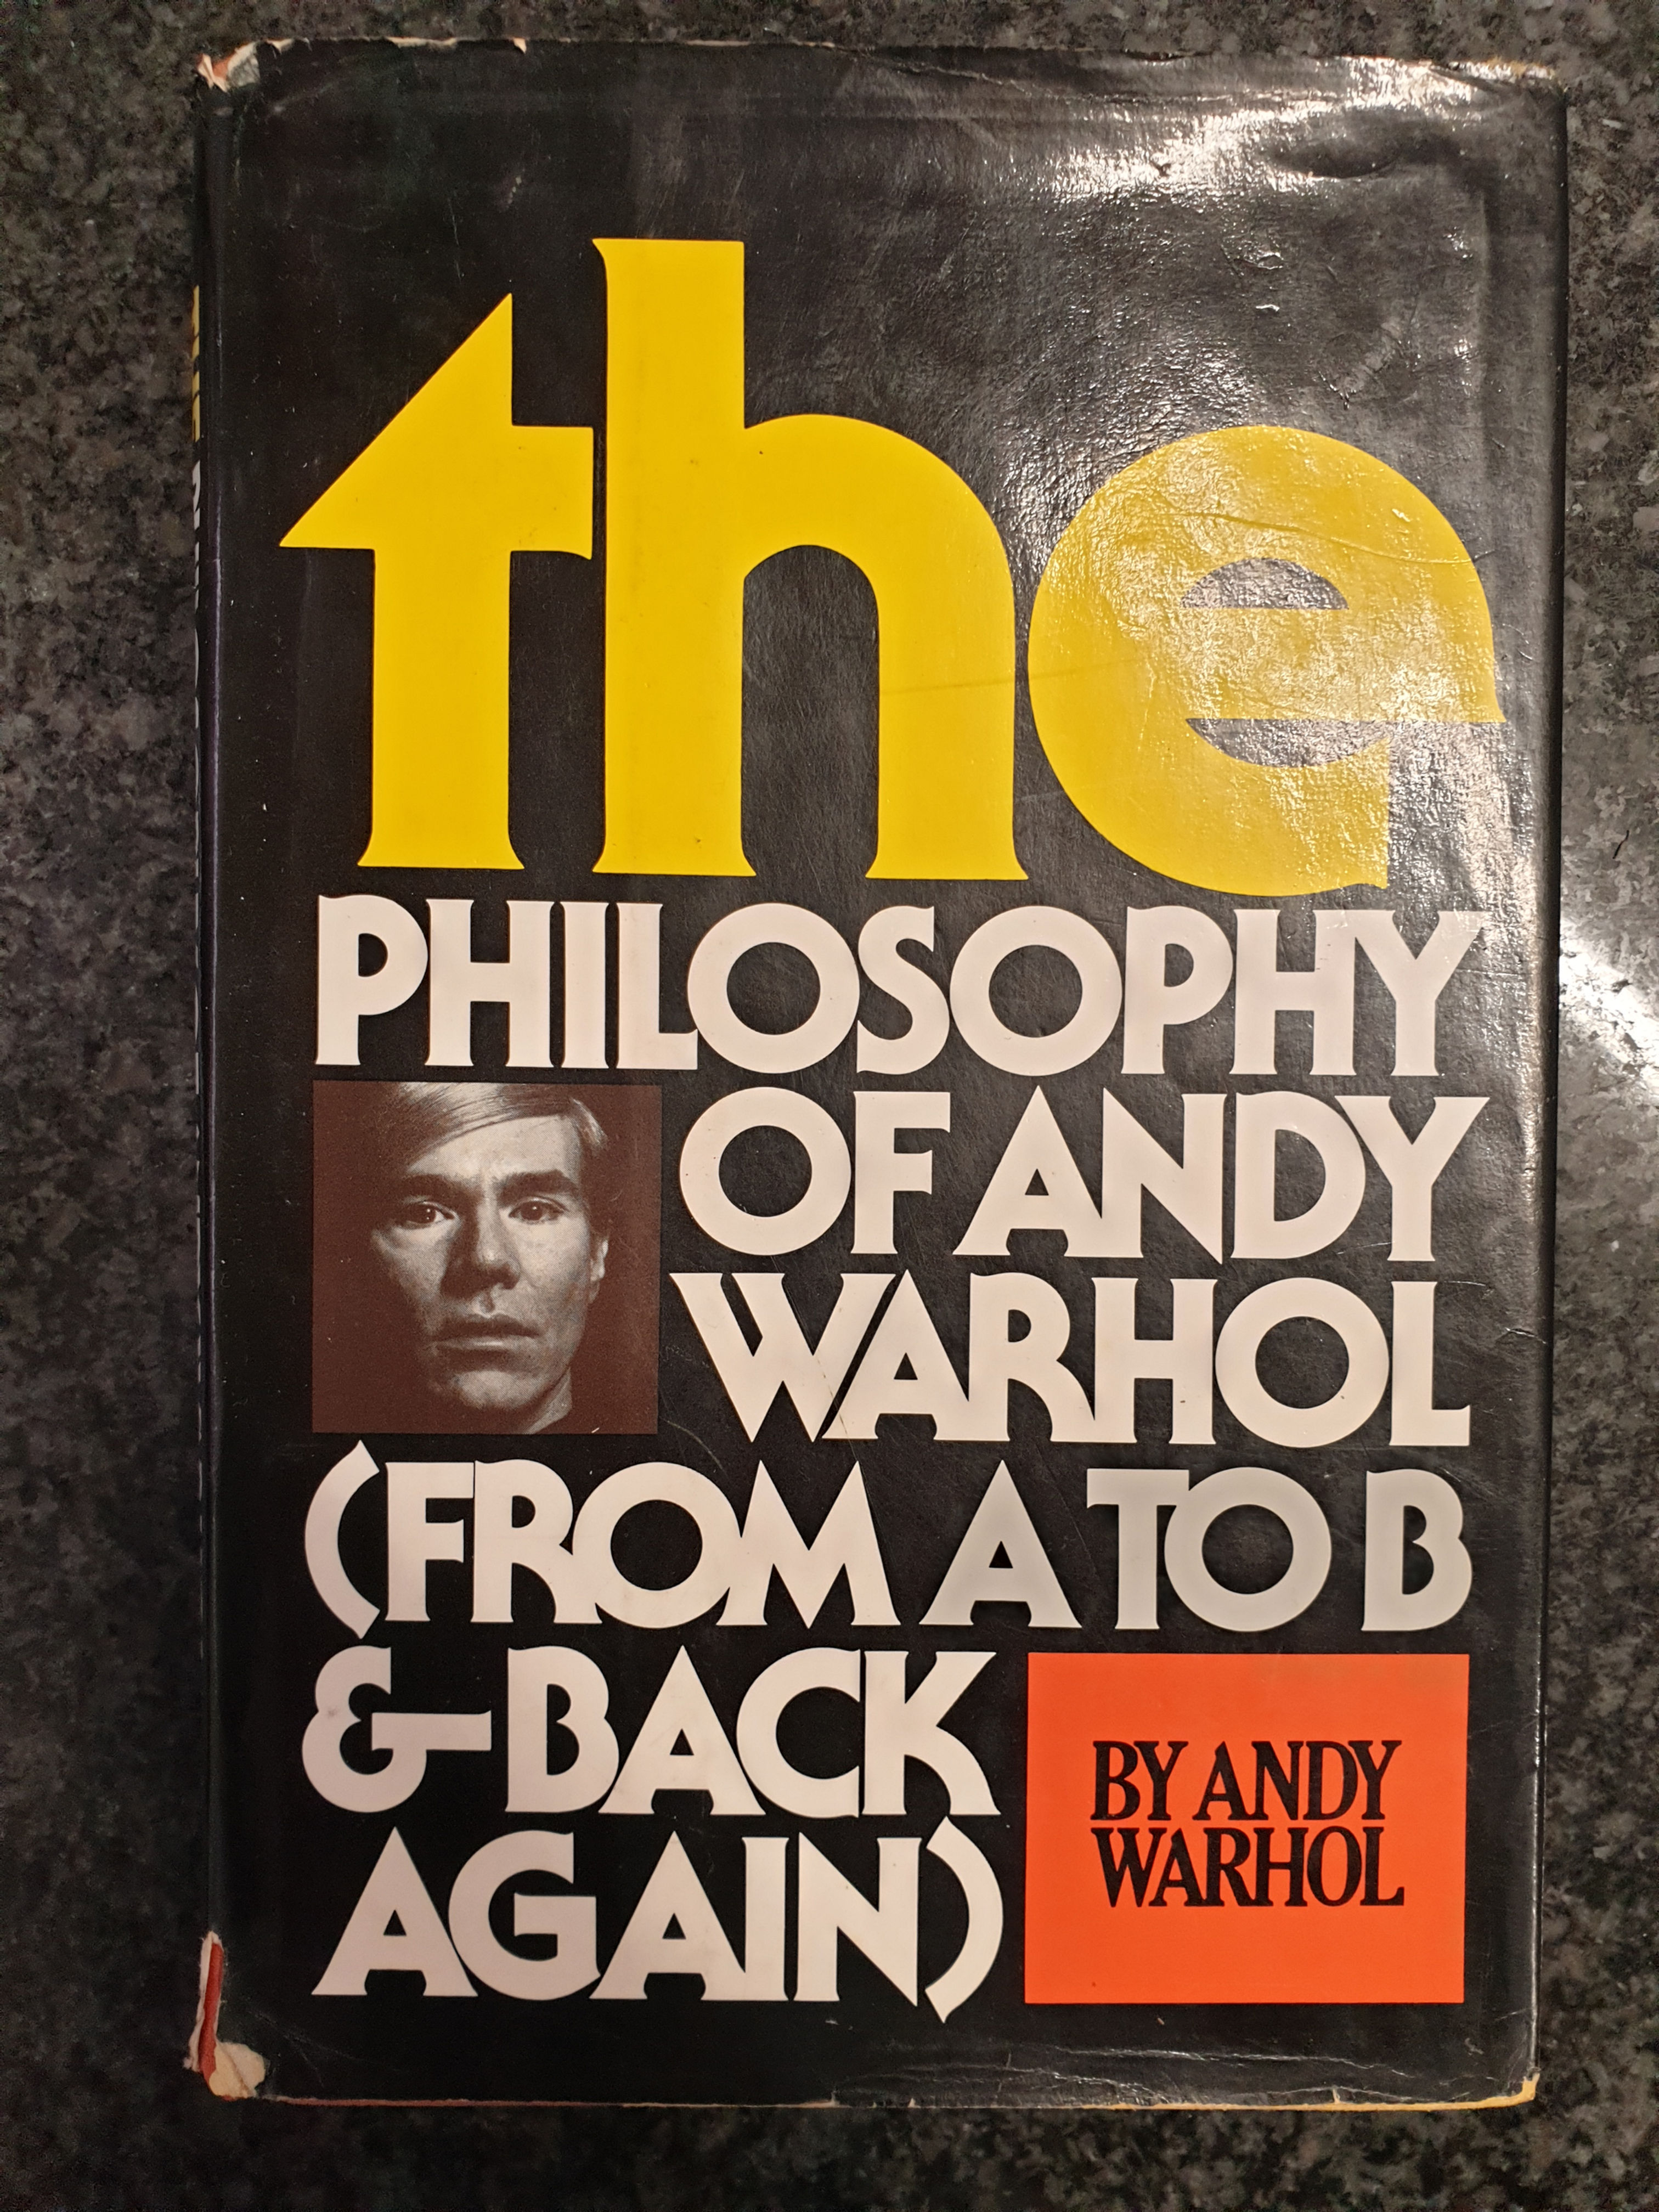 the
PHILOSOPHY
OF ANDY
WARHOL
(FROM A TO B
& BACK
AGAIN)
BY ANDY
WARHOL